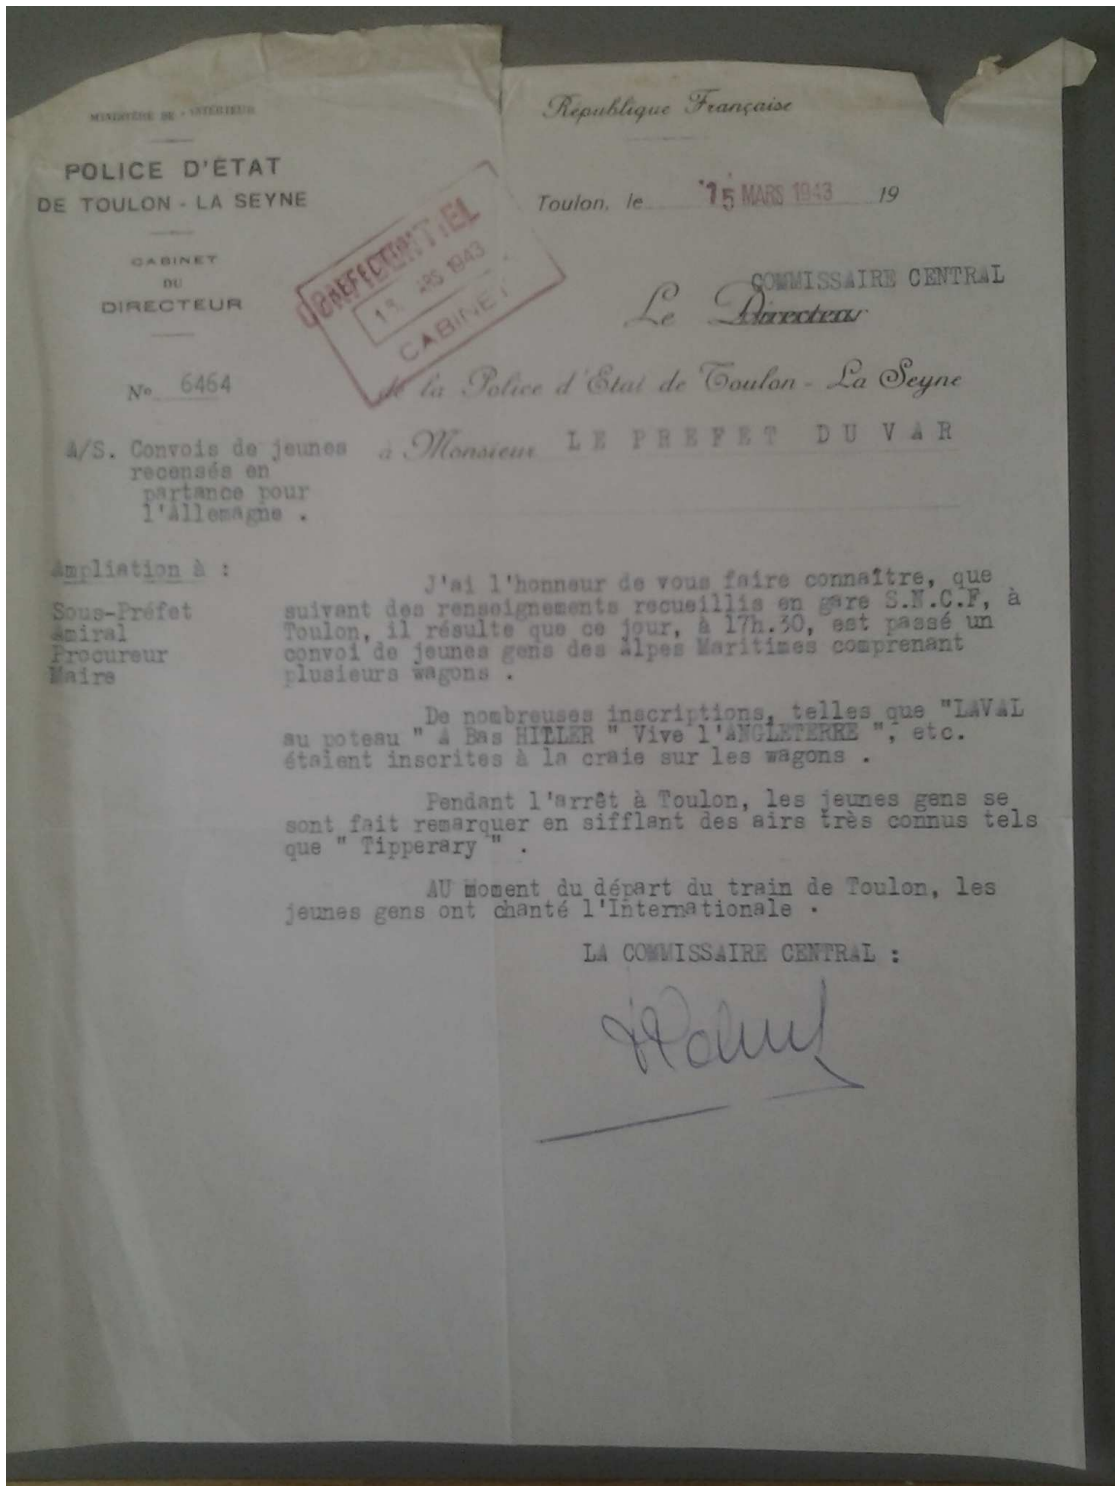 MINISTÈRE DE L'INTÉRIEUR
POLICE D'ÉTAT
DE TOULON - LA SEYNE
CABINET
DU
DIRECTEUR
No 6464
République Française
Toulon, le 15 MARS 1943 19
CONFIDENTIEL
1943
CABINET
COMMISSAIRE CENTRAL
Le Directeur
de la Police d'État de Toulon - La Seyne
à Monsieur LE PREFET DU VAR
A/S. Convois de jeunes
recensés en
partance pour
l'Allemagne .
Ampliation à :
Sous-Préfet
Amiral
Procureur
Maire
J'ai l'honneur de vous faire connaître, que
suivant des renseignements recueillis en gare S.N.C.F, à
Toulon, il résulte que ce jour, à 17h.30, est passé un
convoi de jeunes gens des Alpes Maritimes comprenant
plusieurs wagons .
De nombreuses inscriptions, telles que "LAVAL
au poteau " A Bas HITLER " Vive l'ANGLETERRE ", etc.
étaient inscrites à la craie sur les wagons .
Pendant l'arrêt à Toulon, les jeunes gens se
sont fait remarquer en sifflant des airs très connus tels
que " Tipperary " .
AU moment du départ du train de Toulon, les
jeunes gens ont chanté l'Internationale .
LA COMMISSAIRE CENTRAL :